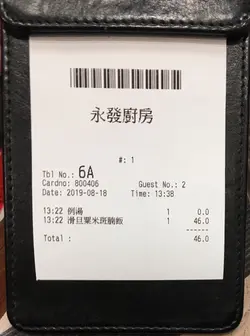 永發廚房
#: 1
Tbl No.: 6A
Cardno: 800406 Guest No.: 2
Date: 2019-08-18 Time: 13:38
13:22 例湯 1 0.0
13:22 滑旦粟米斑腩飯 1 46.0
Total : 46.0